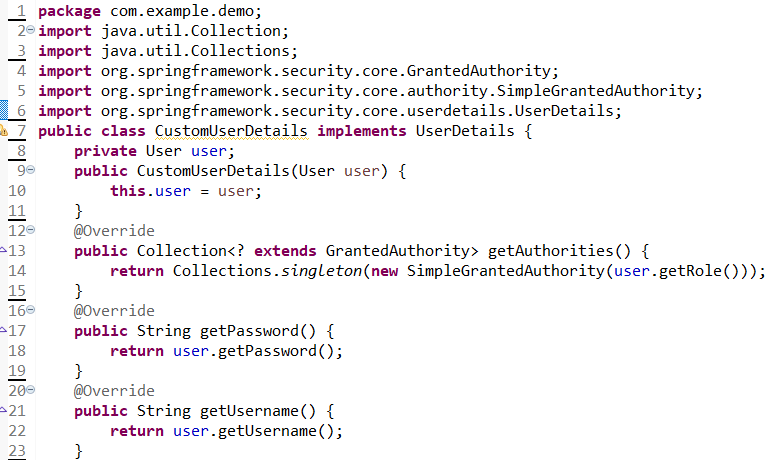 1 package com.example.demo;
2 import java.util.Collection;
3 import java.util.Collections;
4 import org.springframework.security.core.GrantedAuthority;
5 import org.springframework.security.core.authority.SimpleGrantedAuthority;
6 import org.springframework.security.core.userdetails.UserDetails;
7 public class CustomUserDetails implements UserDetails {
8     private User user;
9     public CustomUserDetails(User user) {
10         this.user = user;
11     }
12     @Override
13     public Collection<? extends GrantedAuthority> getAuthorities() {
14         return Collections.singleton(new SimpleGrantedAuthority(user.getRole()));
15     }
16     @Override
17     public String getPassword() {
18         return user.getPassword();
19     }
20     @Override
21     public String getUsername() {
22         return user.getUsername();
23     }